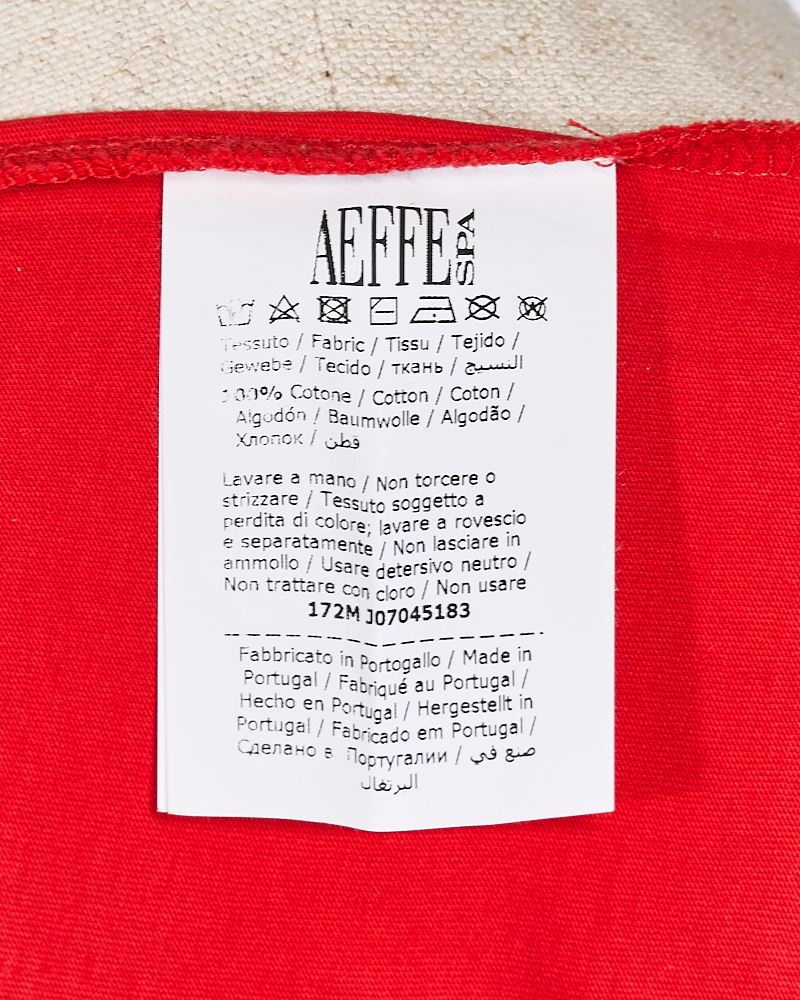 AEFFE SPA
Tessuto / Fabric / Tissu / Tejido /
Gewebe / Tecido / ткань / النسيج
100% Cotone / Cotton / Coton /
Algodón / Baumwolle / Algodão /
Хлопок / قطن
Lavare a mano / Non torcere o
strizzare / Tessuto soggetto a
perdita di colore; lavare a rovescio
e separatamente / Non lasciare in
ammollo / Usare detersivo neutro /
Non trattare con cloro / Non usare
172M J07045183
Fabbricato in Portogallo / Made in
Portugal / Fabriqué au Portugal /
Hecho en Portugal / Hergestellt in
Portugal / Fabricado em Portugal /
Сделано в Португалии / صنع في
البرتغال